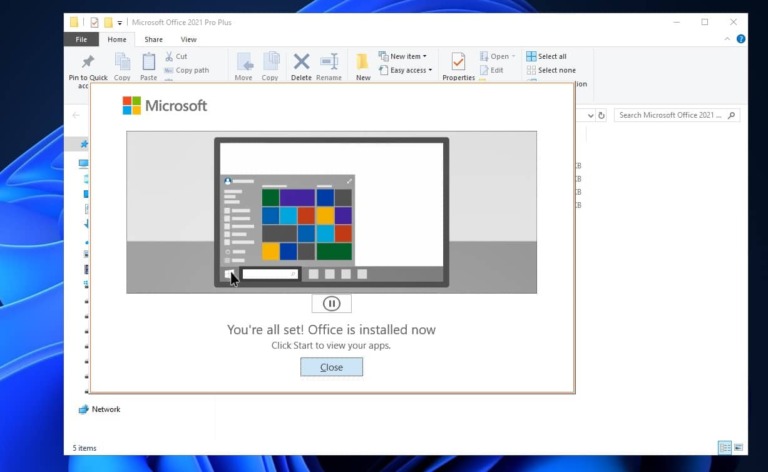 Microsoft Office 2021 Pro Plus
File Home Share View
Cut
Copy path
New item
Easy access
Open
Edit
Select all
Select none
Pin to Quick Copy Paste Move Copy Delete Rename New Properties
acc
ion
Search Microsoft Office 2021 ...
Microsoft
You're all set! Office is installed now
Click Start to view your apps.
Close
Network
5 items